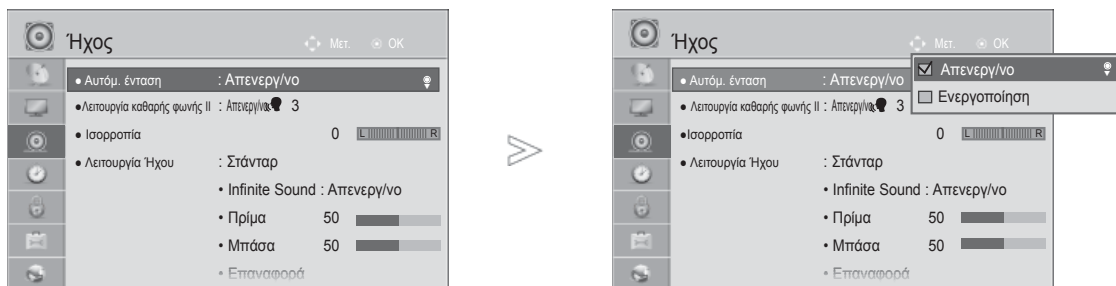 Ήχος Μετ. OK
• Αυτόμ. ένταση : Απενεργ/νο
•Λειτουργία καθαρής φωνής II : Απενεργ/νο 3
• Ισορροπία 0 L R
• Λειτουργία Ήχου : Στάνταρ
• Infinite Sound : Απενεργ/νο
• Πρίμα 50
• Μπάσα 50
• Επαναφορά
>
Ήχος Μετ. OK
• Αυτόμ. ένταση : Απενεργ/νο
• Λειτουργία καθαρής φωνής II : Απενεργ/νο 3
•Ισορροπία 0 L R
• Λειτουργία Ήχου : Στάνταρ
• Infinite Sound : Απενεργ/νο
• Πρίμα 50
• Μπάσα 50
• Επαναφορά
Απενεργ/νο
Ενεργοποίηση